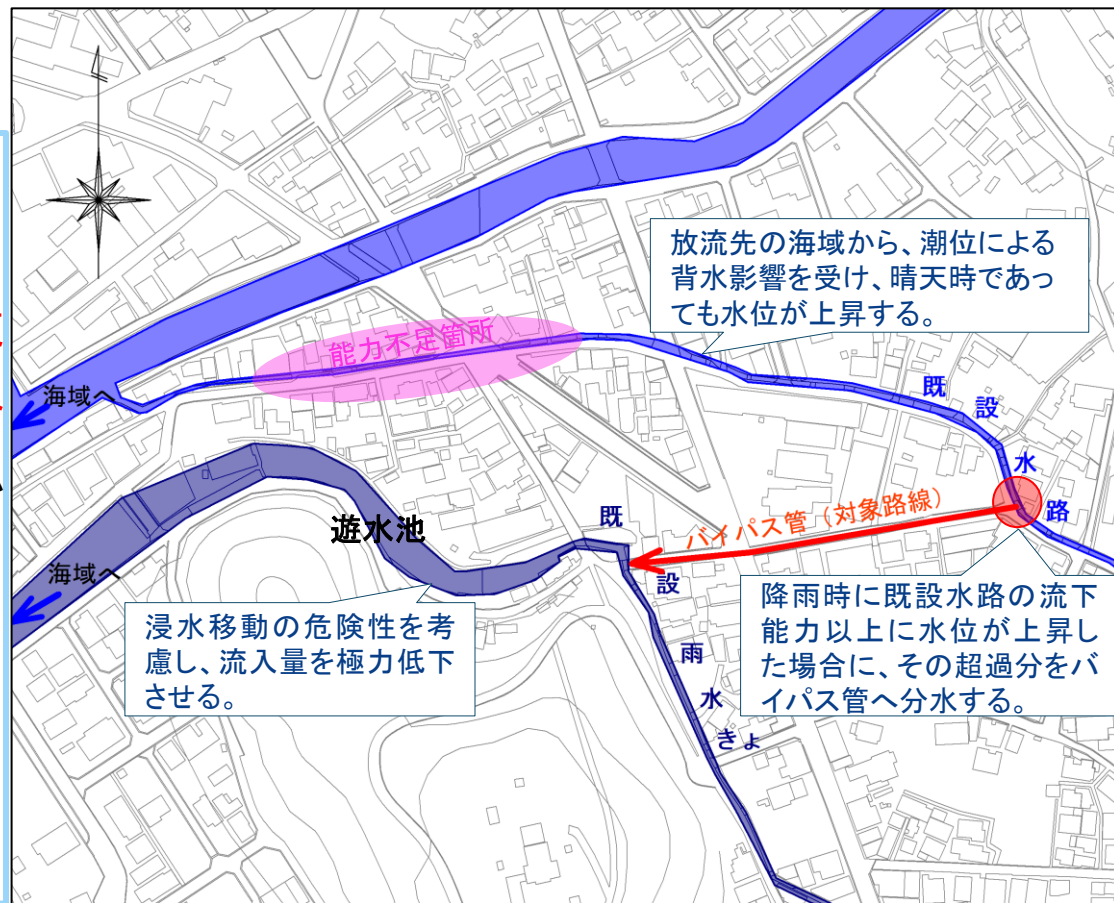 放流先の海域から、潮位による
背水影響を受け、晴天時であっ
ても水位が上昇する。
能力不足箇所
海域へ
既設水路
バイパス管（対象路線）
既設雨水きょ
遊水池
海域へ
浸水移動の危険性を考
慮し、流入量を極力低下
させる。
降雨時に既設水路の流下
能力以上に水位が上昇し
た場合に、その超過分をバ
イパス管へ分水する。